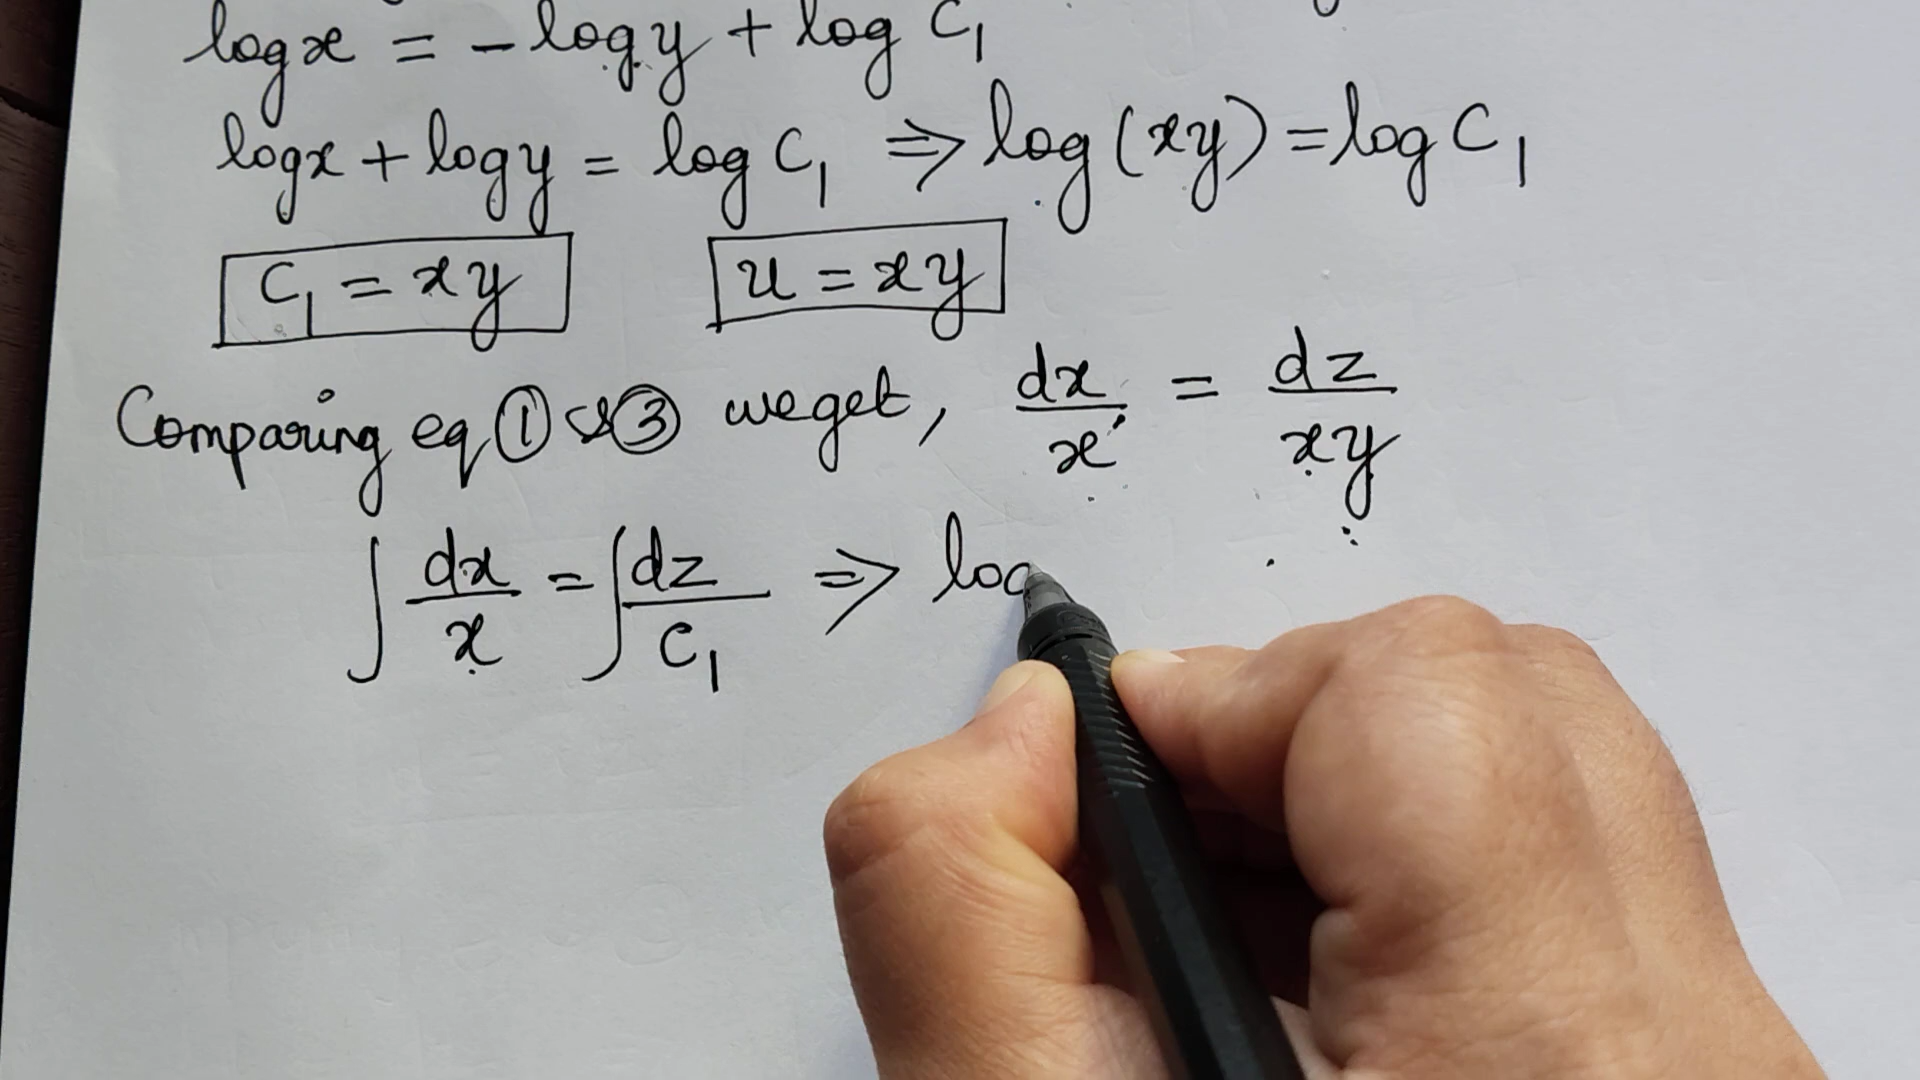 log x = - log y + log C₁
log x + log y = log C₁ ⇒ log (xy) = log C₁
C₁ = xy   u = xy
Comparing eq ① & ③ we get, dx/x = dz/xy
∫ dx/x = ∫ dz/C₁ ⇒ log